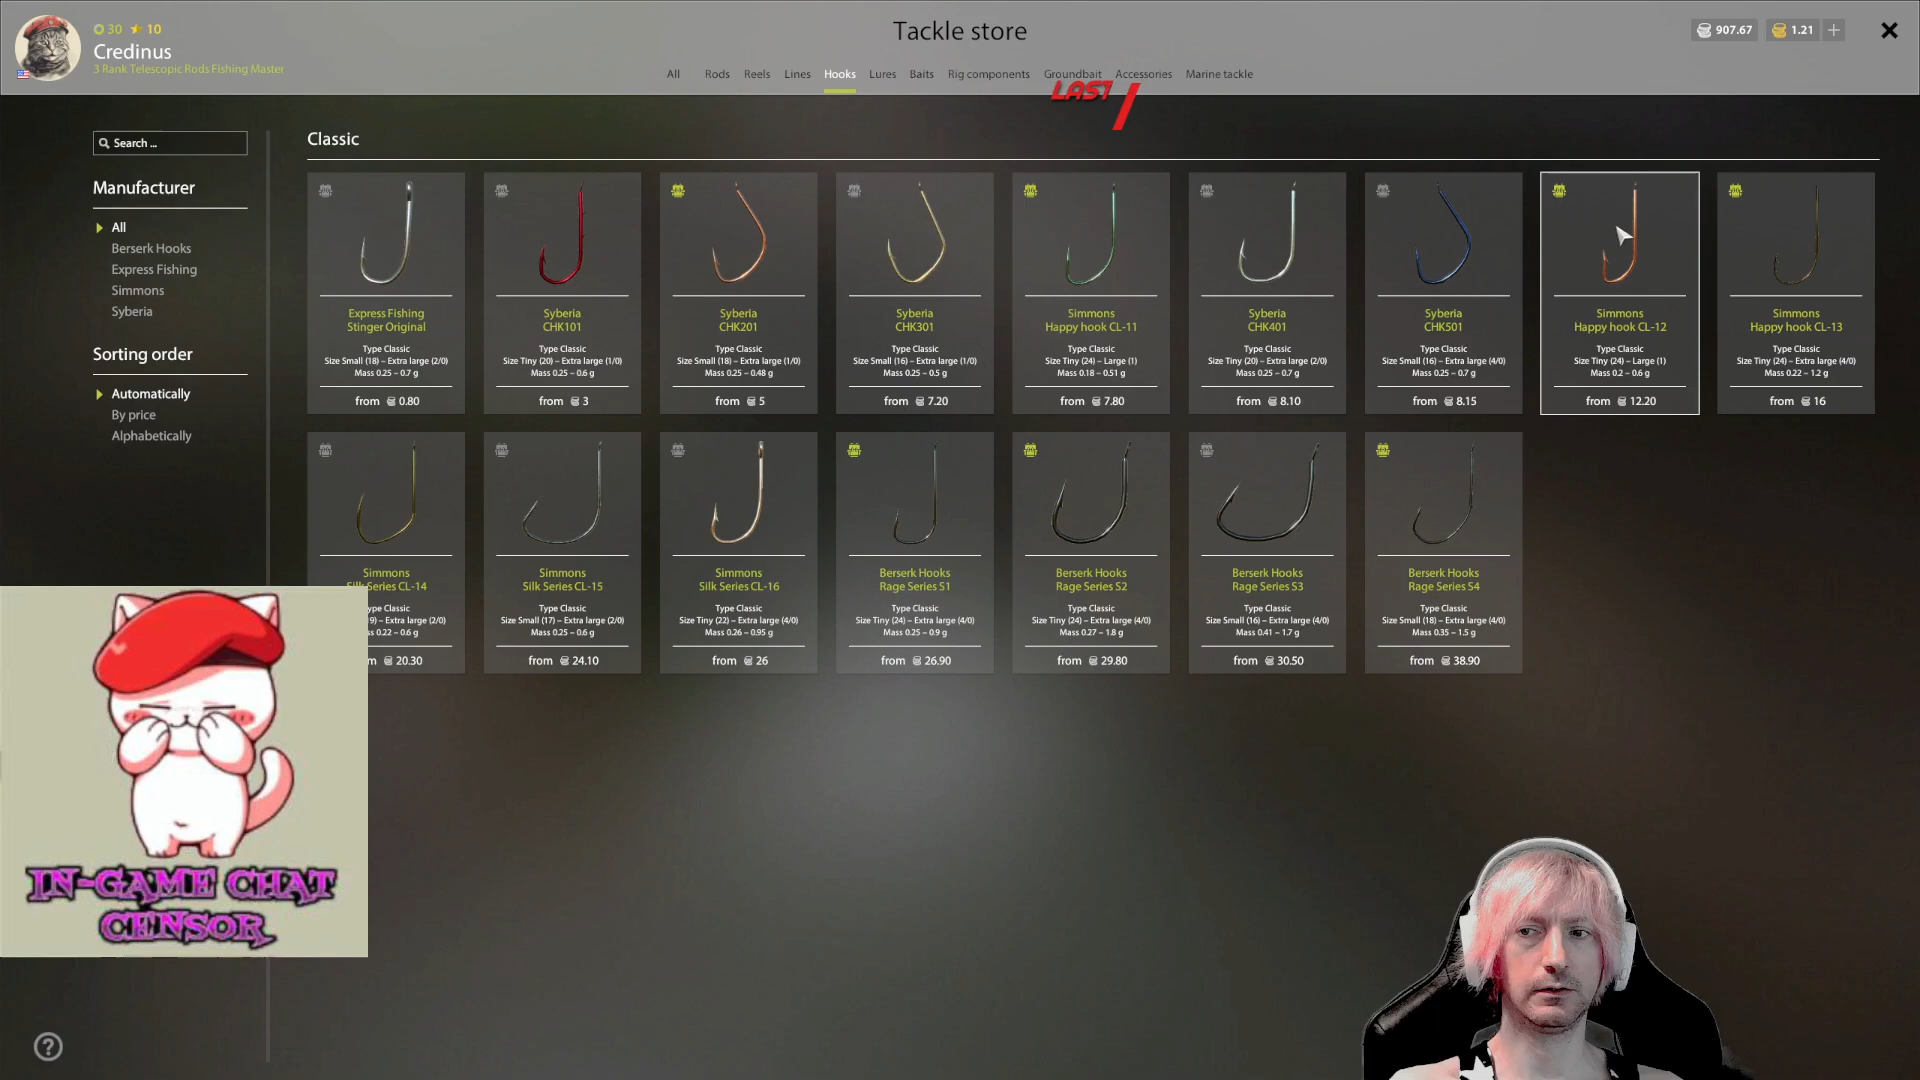 30 10
Credinus
3 Rank Telescopic Rods Fishing Master
Tackle store
907.67 1.21 +
All Rods Reels Lines Hooks Lures Baits Rig components Groundbait Accessories Marine tackle
LAST
Search ...
Manufacturer
All
Berserk Hooks
Express Fishing
Simmons
Syberia
Sorting order
Automatically
By price
Alphabetically
Classic
Express Fishing
Stinger Original
Type Classic
Size Small (18) – Extra large (2/0)
Mass 0.25 – 0.7 g
from 0.80
Syberia
CHK101
Type Classic
Size Tiny (20) – Extra large (1/0)
Mass 0.25 – 0.6 g
from 3
Syberia
CHK201
Type Classic
Size Small (18) – Extra large (1/0)
Mass 0.25 – 0.48 g
from 5
Syberia
CHK301
Type Classic
Size Small (16) – Extra large (1/0)
Mass 0.25 – 0.5 g
from 7.20
Simmons
Happy hook CL-11
Type Classic
Size Tiny (24) – Large (1)
Mass 0.18 – 0.51 g
from 7.80
Syberia
CHK401
Type Classic
Size Tiny (20) – Extra large (2/0)
Mass 0.25 – 0.7 g
from 8.10
Syberia
CHK501
Type Classic
Size Small (16) – Extra large (4/0)
Mass 0.25 – 0.7 g
from 8.15
Simmons
Happy hook CL-12
Type Classic
Size Tiny (24) – Large (1)
Mass 0.2 – 0.6 g
from 12.20
Simmons
Happy hook CL-13
Type Classic
Size Tiny (24) – Extra large (4/0)
Mass 0.22 – 1.2 g
from 16
Simmons
Silk Series CL-14
Type Classic
9) – Extra large (2/0)
0.22 – 0.6 g
20.30
Simmons
Silk Series CL-15
Type Classic
Size Small (17) – Extra large (2/0)
Mass 0.25 – 0.6 g
from 24.10
Simmons
Silk Series CL-16
Type Classic
Size Tiny (22) – Extra large (4/0)
Mass 0.26 – 0.95 g
from 26
Berserk Hooks
Rage Series S1
Type Classic
Size Tiny (24) – Extra large (4/0)
Mass 0.25 – 0.9 g
from 26.90
Berserk Hooks
Rage Series S2
Type Classic
Size Tiny (24) – Extra large (4/0)
Mass 0.27 – 1.8 g
from 29.80
Berserk Hooks
Rage Series S3
Type Classic
Size Small (16) – Extra large (4/0)
Mass 0.41 – 1.7 g
from 30.50
Berserk Hooks
Rage Series S4
Type Classic
Size Small (18) – Extra large (4/0)
Mass 0.35 – 1.5 g
from 38.90
IN-GAME CHAT
CENSOR
?